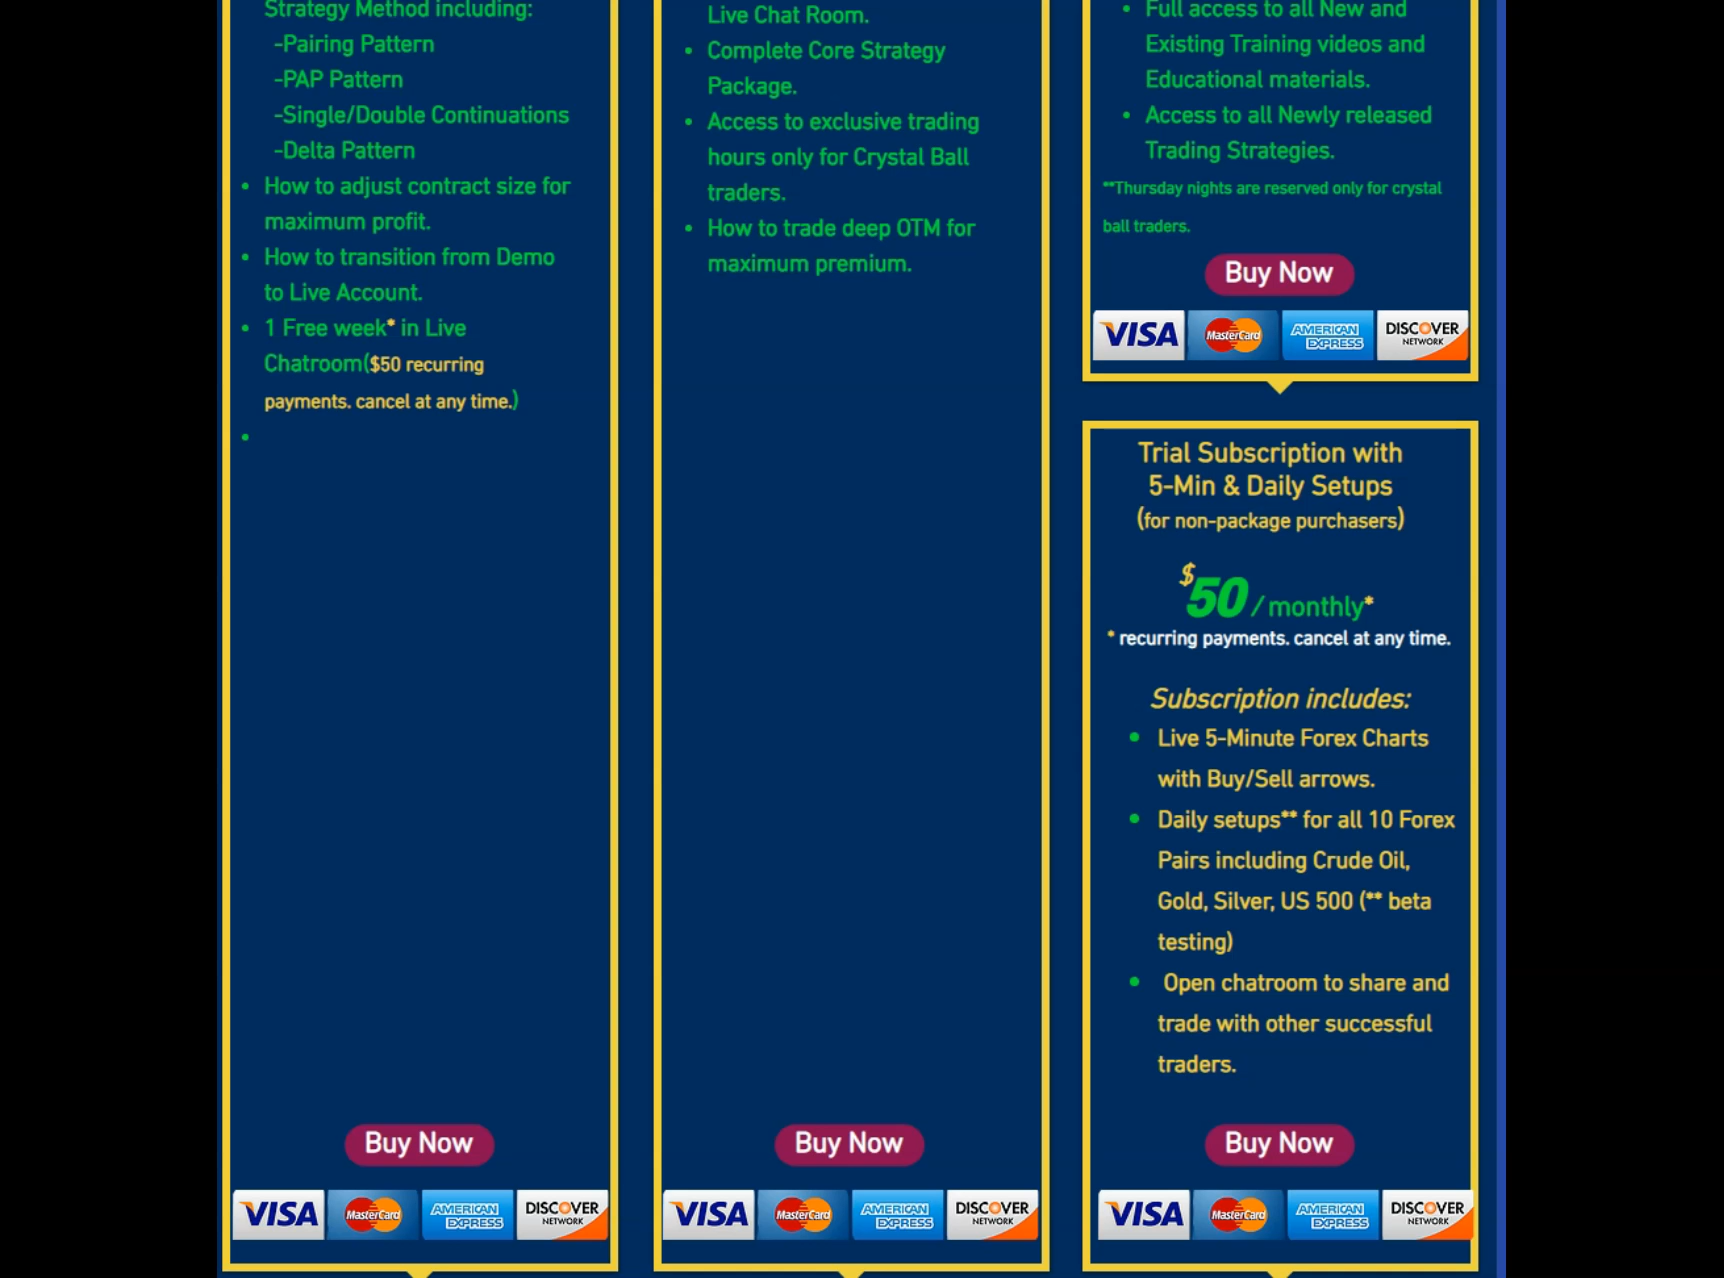 Strategy Method including:
-Pairing Pattern
-PAP Pattern
-Single/Double Continuations
-Delta Pattern
• How to adjust contract size for
maximum profit.
• How to transition from Demo
to Live Account.
• 1 Free week* in Live
Chatroom($50 recurring
payments. cancel at any time.)
•
Buy Now
VISA MasterCard AMERICAN EXPRESS DISCOVER NETWORK
Live Chat Room.
• Complete Core Strategy
Package.
• Access to exclusive trading
hours only for Crystal Ball
traders.
• How to trade deep OTM for
maximum premium.
Buy Now
VISA MasterCard AMERICAN EXPRESS DISCOVER NETWORK
• Full access to all New and
Existing Training videos and
Educational materials.
• Access to all Newly released
Trading Strategies.
**Thursday nights are reserved only for crystal
ball traders.
Buy Now
VISA MasterCard AMERICAN EXPRESS DISCOVER NETWORK
Trial Subscription with
5-Min & Daily Setups
(for non-package purchasers)
$50 / monthly*
* recurring payments. cancel at any time.
Subscription includes:
• Live 5-Minute Forex Charts
with Buy/Sell arrows.
• Daily setups** for all 10 Forex
Pairs including Crude Oil,
Gold, Silver, US 500 (** beta
testing)
• Open chatroom to share and
trade with other successful
traders.
Buy Now
VISA MasterCard AMERICAN EXPRESS DISCOVER NETWORK